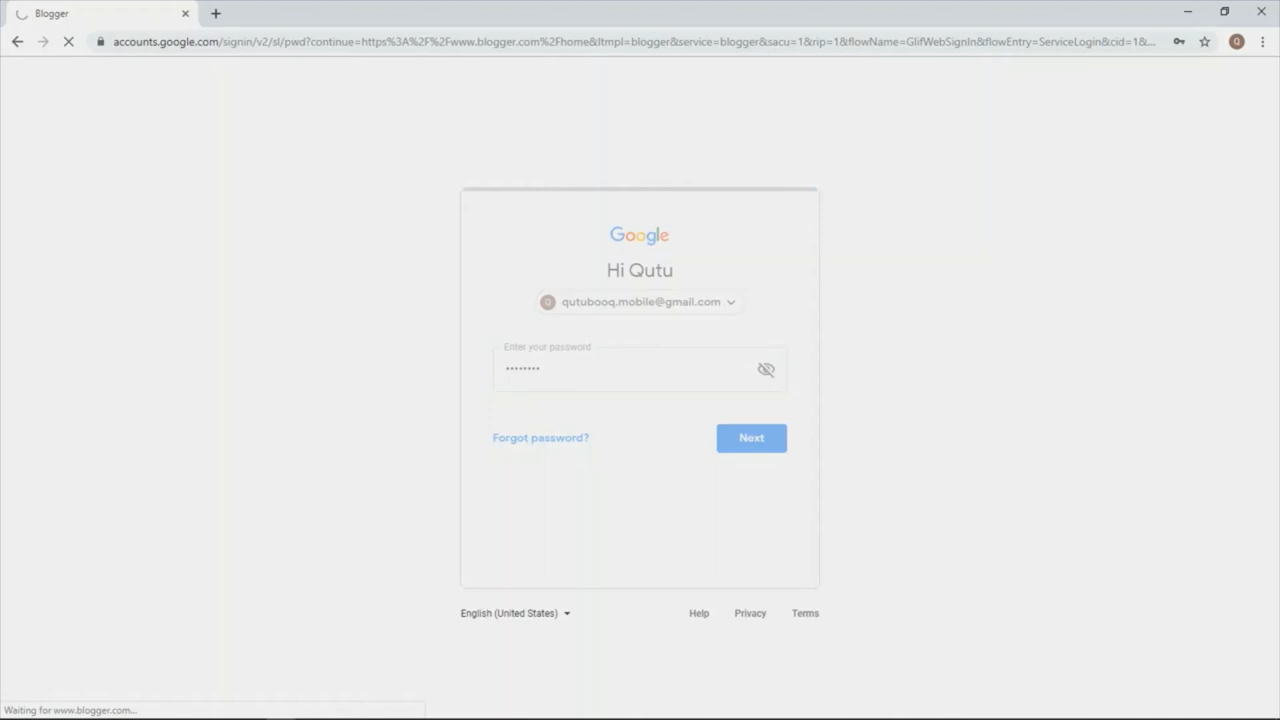 Blogger
accounts.google.com/signin/v2/sl/pwd?continue=https%3A%2F%2Fwww.blogger.com%2Fhome&ltmpl=blogger&service=blogger&sacu=1&rip=1&flowName=GlifWebSignIn&flowEntry=ServiceLogin&cid=1&...
Q
Google
Hi Qutu
Q qutubooq.mobile@gmail.com
Enter your password
••••••••
Forgot password?
Next
English (United States)
Help Privacy Terms
Waiting for www.blogger.com...